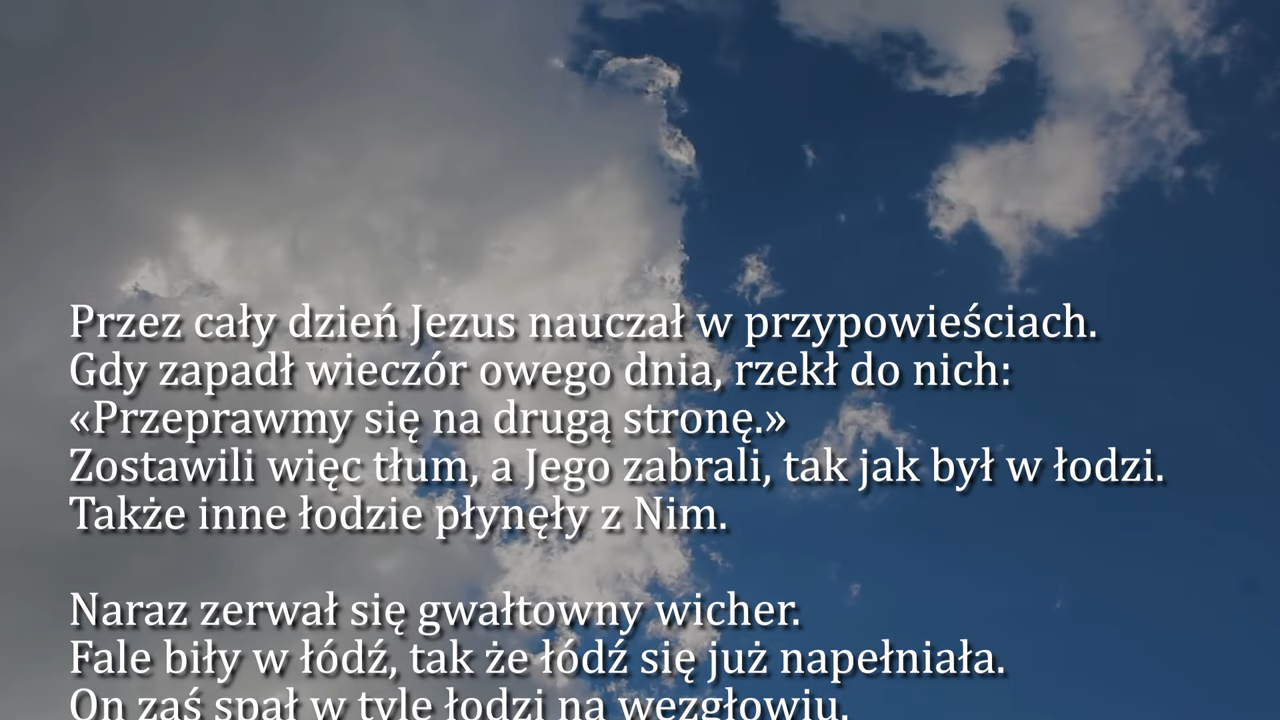 Przez cały dzień Jezus nauczał w przypowieściach.
Gdy zapadł wieczór owego dnia, rzekł do nich:
«Przeprawmy się na drugą stronę.»
Zostawili więc tłum, a Jego zabrali, tak jak był w łodzi.
Także inne łodzie płynęły z Nim.
Naraz zerwał się gwałtowny wicher.
Fale biły w łódź, tak że łódź się już napełniała.
On zaś spał w tyle łodzi na wezgłowiu.